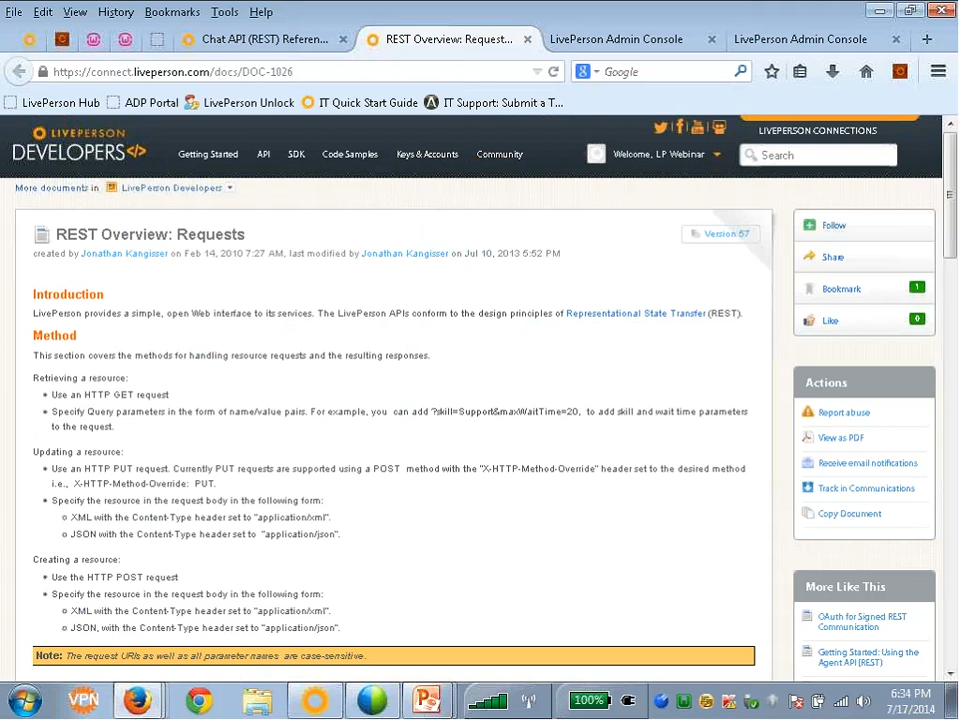 File Edit View History Bookmarks Tools Help
Chat API (REST) Referen... REST Overview: Request... LivePerson Admin Console LivePerson Admin Console
https://connect.liveperson.com/docs/DOC-1026 Google
LivePerson Hub ADP Portal LivePerson Unlock IT Quick Start Guide IT Support: Submit a T...
LIVEPERSON
DEVELOPERS</>
Getting Started API SDK Code Samples Keys & Accounts Community Welcome, LP Webinar
LIVEPERSON CONNECTIONS
Search
More documents in LivePerson Developers
REST Overview: Requests
Version 57
created by Jonathan Kangisser on Feb 14, 2010 7:27 AM, last modified by Jonathan Kangisser on Jul 10, 2013 5:52 PM
Introduction
LivePerson provides a simple, open Web interface to its services. The LivePerson APIs conform to the design principles of Representational State Transfer (REST).
Method
This section covers the methods for handling resource requests and the resulting responses.
Retrieving a resource:
• Use an HTTP GET request
• Specify Query parameters in the form of name/value pairs. For example, you can add '?skill=Support&maxWaitTime=20, to add skill and wait time parameters
to the request.
Updating a resource:
• Use an HTTP PUT request. Currently PUT requests are supported using a POST method with the "X-HTTP-Method-Override" header set to the desired method
i.e., X-HTTP-Method-Override: PUT.
• Specify the resource in the request body in the following form:
o XML with the Content-Type header set to "application/xml".
o JSON with the Content-Type header set to "application/json".
Creating a resource:
• Use the HTTP POST request
• Specify the resource in the request body in the following form:
o XML with the Content-Type header set to "application/xml".
o JSON, with the Content-Type header set to "application/json".
Note: The request URIs as well as all parameter names are case-sensitive.
Follow
Share
Bookmark 1
Like 0
Actions
Report abuse
View as PDF
Receive email notifications
Track in Communications
Copy Document
More Like This
OAuth for Signed REST
Communication
Getting Started: Using the
Agent API (REST)
VPN
100%
6:34 PM
7/17/2014